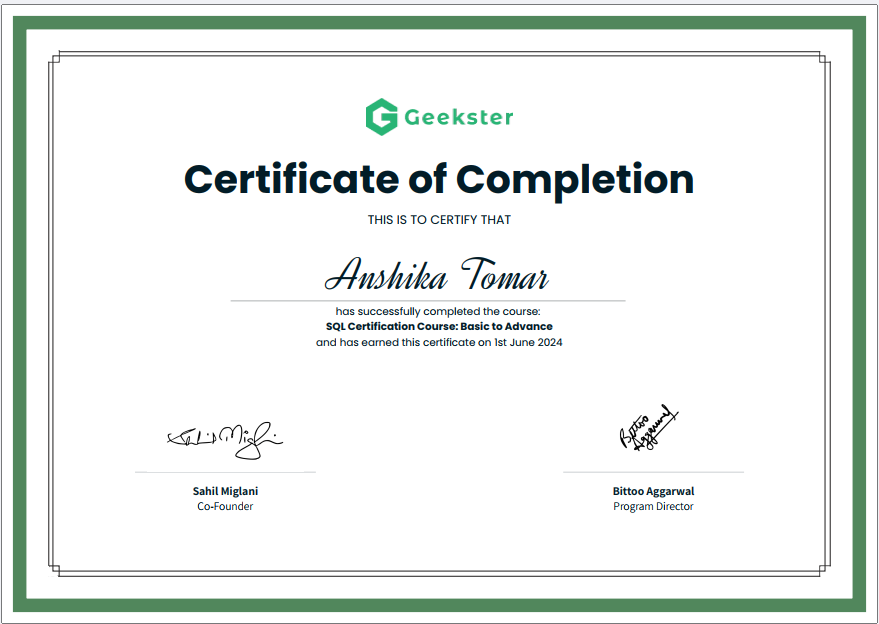 Geekster
Certificate of Completion
THIS IS TO CERTIFY THAT
Anshika Tomar
has successfully completed the course:
SQL Certification Course: Basic to Advance
and has earned this certificate on 1st June 2024
Sahil Miglani
Bittoo
Aggarwal
Sahil Miglani
Co-Founder
Bittoo Aggarwal
Program Director